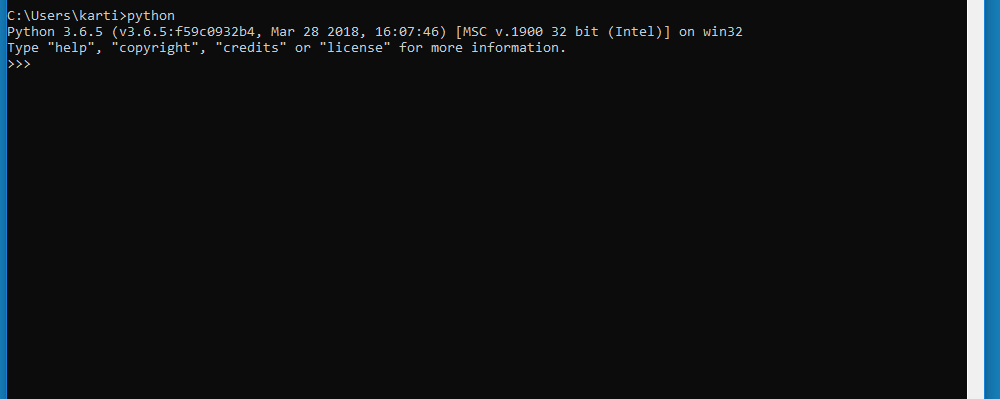 C:\Users\karti>python
Python 3.6.5 (v3.6.5:f59c0932b4, Mar 28 2018, 16:07:46) [MSC v.1900 32 bit (Intel)] on win32
Type "help", "copyright", "credits" or "license" for more information.
>>>